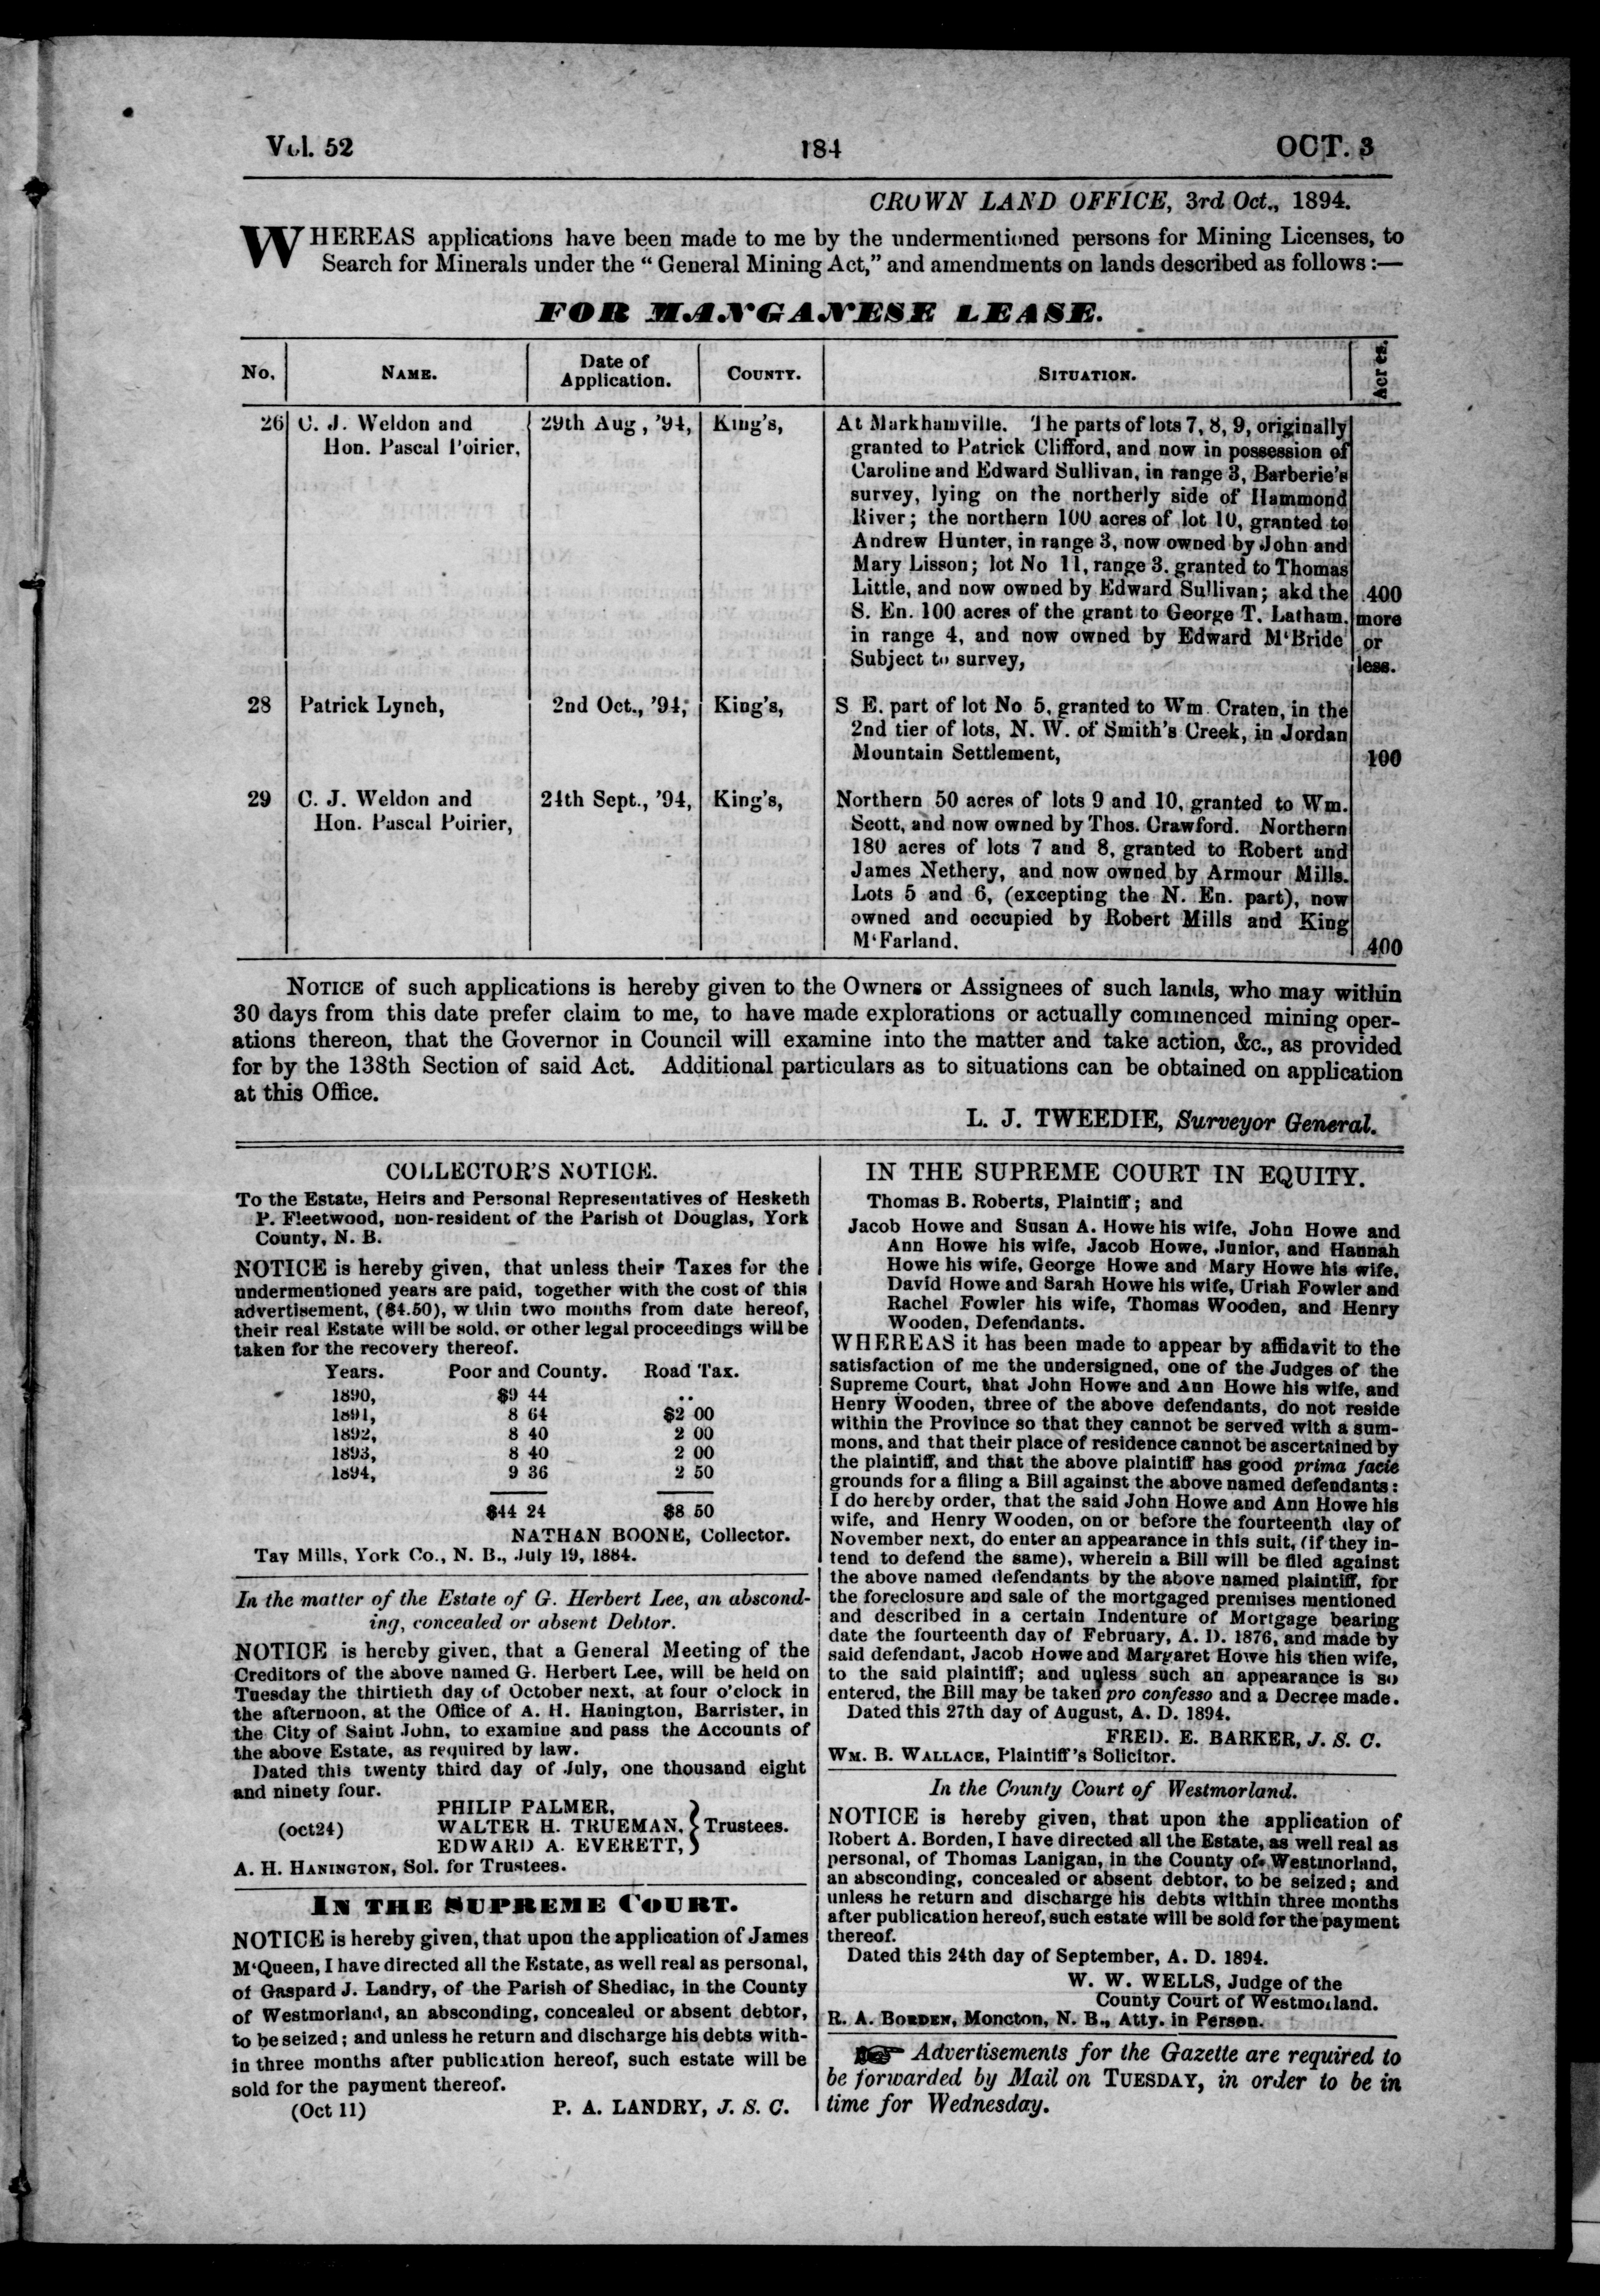 Vol. 52 184 OCT. 3
CROWN LAND OFFICE, 3rd Oct., 1894.
WHEREAS applications have been made to me by the undermentioned persons for Mining Licenses, to
Search for Minerals under the “ General Mining Act,” and amendments on lands described as follows :—
FOR MANGANESE LEASE.
No. NAME. Date of Application. COUNTY. SITUATION. Acres.
26 C. J. Weldon and 29th Aug , ’94, King’s, At Markhamville. The parts of lots 7, 8, 9, originally
Hon. Pascal Poirier, granted to Patrick Clifford, and now in possession of
Caroline and Edward Sullivan, in range 3, Barberie’s
survey, lying on the northerly side of Hammond
River ; the northern 100 acres of lot 10, granted to
Andrew Hunter, in range 3, now owned by John and
Mary Lisson ; lot No 11, range 3. granted to Thomas
Little, and now owned by Edward Sullivan ; akd the 400
S. En. 100 acres of the grant to George T. Latham, more
in range 4, and now owned by Edward M‘Bride or
Subject to survey, less.
28 Patrick Lynch, 2nd Oct., ’94, King’s, S E. part of lot No 5, granted to Wm. Craten, in the
2nd tier of lots, N. W. of Smith’s Creek, in Jordan
Mountain Settlement, 100
29 C. J. Weldon and 24th Sept., ’94, King’s, Northern 50 acres of lots 9 and 10, granted to Wm.
Hon. Pascal Poirier, Scott, and now owned by Thos. Crawford. Northern
180 acres of lots 7 and 8, granted to Robert and
James Nethery, and now owned by Armour Mills.
Lots 5 and 6, (excepting the N. En. part), now
owned and occupied by Robert Mills and King
M‘Farland. 400
NOTICE of such applications is hereby given to the Owners or Assignees of such lands, who may within
30 days from this date prefer claim to me, to have made explorations or actually commenced mining oper-
ations thereon, that the Governor in Council will examine into the matter and take action, &c., as provided
for by the 138th Section of said Act. Additional particulars as to situations can be obtained on application
at this Office.
L. J. TWEEDIE, Surveyor General.
COLLECTOR’S NOTICE.
To the Estate, Heirs and Personal Representatives of Hesketh
P. Fleetwood, non-resident of the Parish of Douglas, York
County, N. B.
NOTICE is hereby given, that unless their Taxes for the
undermentioned years are paid, together with the cost of this
advertisement, ($4.50), w thin two months from date hereof,
their real Estate will be sold, or other legal proceedings will be
taken for the recovery thereof.
Years. Poor and County. Road Tax.
1890, $9 44 ..
1891, 8 64 $2 00
1892, 8 40 2 00
1893, 8 40 2 00
1894, 9 36 2 50
$44 24 $8 50
NATHAN BOONE, Collector.
Tay Mills, York Co., N. B., July 19, 1884.
In the matter of the Estate of G. Herbert Lee, an abscond-
ing, concealed or absent Debtor.
NOTICE is hereby given, that a General Meeting of the
Creditors of the above named G. Herbert Lee, will be held on
Tuesday the thirtieth day of October next, at four o’clock in
the afternoon, at the Office of A. H. Hanington, Barrister, in
the City of Saint John, to examine and pass the Accounts of
the above Estate, as required by law.
Dated this twenty third day of July, one thousand eight
and ninety four.
PHILIP PALMER,
(oct24) WALTER H. TRUEMAN, Trustees.
EDWARD A. EVERETT,
A. H. HANINGTON, Sol. for Trustees.
IN THE SUPREME COURT.
NOTICE is hereby given, that upon the application of James
M‘Queen, I have directed all the Estate, as well real as personal,
of Gaspard J. Landry, of the Parish of Shediac, in the County
of Westmorland, an absconding, concealed or absent debtor,
to be seized ; and unless he return and discharge his debts with-
in three months after publication hereof, such estate will be
sold for the payment thereof.
(Oct 11) P. A. LANDRY, J. S. C.
IN THE SUPREME COURT IN EQUITY.
Thomas B. Roberts, Plaintiff ; and
Jacob Howe and Susan A. Howe his wife, John Howe and
Ann Howe his wife, Jacob Howe, Junior, and Hannah
Howe his wife, George Howe and Mary Howe his wife,
David Howe and Sarah Howe his wife, Uriah Fowler and
Rachel Fowler his wife, Thomas Wooden, and Henry
Wooden, Defendants.
WHEREAS it has been made to appear by affidavit to the
satisfaction of me the undersigned, one of the Judges of the
Supreme Court, that John Howe and Ann Howe his wife, and
Henry Wooden, three of the above defendants, do not reside
within the Province so that they cannot be served with a sum-
mons, and that their place of residence cannot be ascertained by
the plaintiff, and that the above plaintiff has good prima facie
grounds for a filing a Bill against the above named defendants :
I do hereby order, that the said John Howe and Ann Howe his
wife, and Henry Wooden, on or before the fourteenth day of
November next, do enter an appearance in this suit, (if they in-
tend to defend the same), wherein a Bill will be filed against
the above named defendants by the above named plaintiff, for
the foreclosure and sale of the mortgaged premises mentioned
and described in a certain Indenture of Mortgage bearing
date the fourteenth day of February, A. D. 1876, and made by
said defendant, Jacob Howe and Margaret Howe his then wife,
to the said plaintiff; and unless such an appearance is so
entered, the Bill may be taken pro confesso and a Decree made.
Dated this 27th day of August, A. D. 1894.
FRED. E. BARKER, J. S. C.
WM. B. WALLACE, Plaintiff’s Solicitor.
In the County Court of Westmorland.
NOTICE is hereby given, that upon the application of
Robert A. Borden, I have directed all the Estate, as well real as
personal, of Thomas Lanigan, in the County of Westmorland,
an absconding, concealed or absent debtor, to be seized ; and
unless he return and discharge his debts within three months
after publication hereof, such estate will be sold for the payment
thereof.
Dated this 24th day of September, A. D. 1894.
W. W. WELLS, Judge of the
County Court of Westmorland.
R. A. BORDEN, Moncton, N. B., Atty. in Person.
☞ Advertisements for the Gazette are required to
be forwarded by Mail on TUESDAY, in order to be in
time for Wednesday.